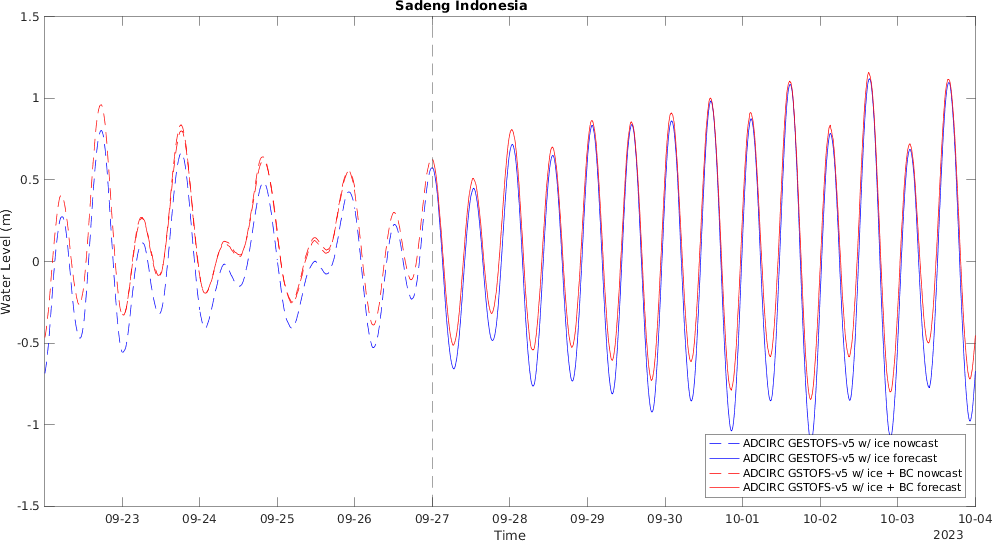 Sadeng Indonesia
Water Level (m)
1.5
1
0.5
0
-0.5
-1
-1.5
ADCIRC GESTOFS-v5 w/ ice nowcast
ADCIRC GESTOFS-v5 w/ ice forecast
ADCIRC GSTOFS-v5 w/ ice + BC nowcast
ADCIRC GSTOFS-v5 w/ ice + BC forecast
09-23 09-24 09-25 09-26 09-27 09-28 09-29 09-30 10-01 10-02 10-03 10-04
Time
2023